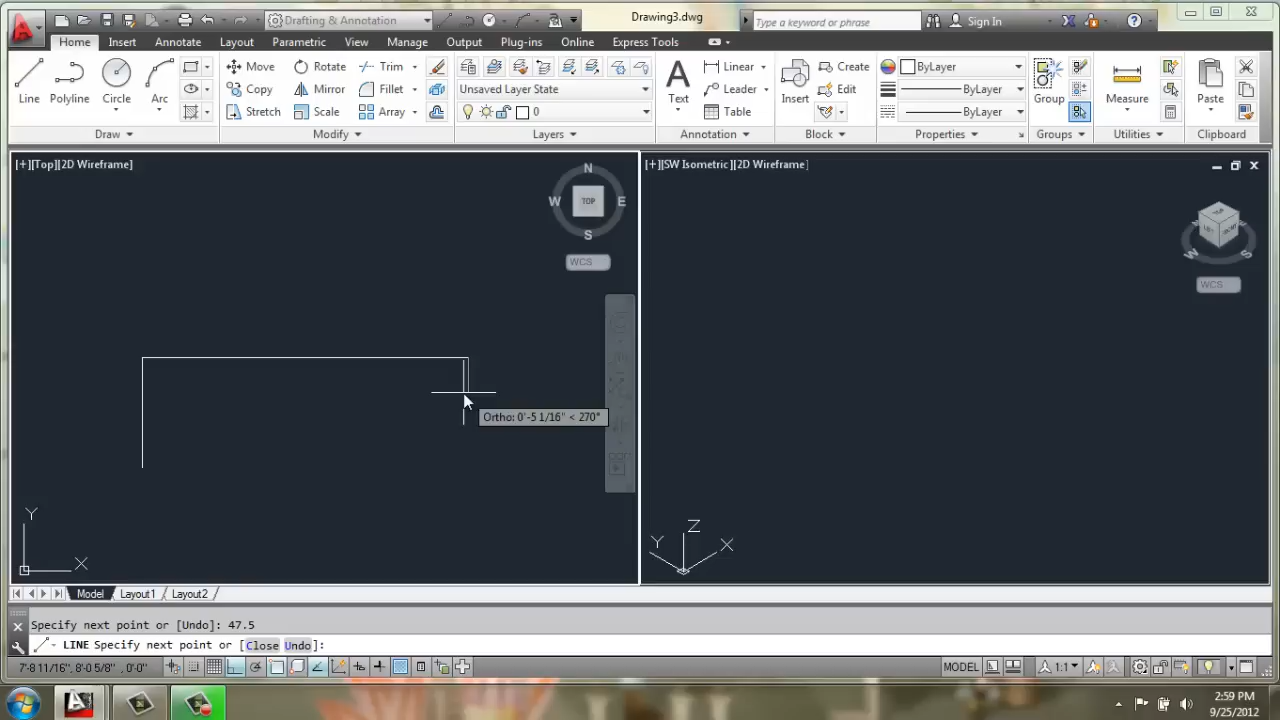 Drafting & Annotation
Drawing3.dwg
Type a keyword or phrase
Sign In
Home Insert Annotate Layout Parametric View Manage Output Plug-ins Online Express Tools
Move Rotate Trim
Unsaved Layer State
Linear
Create
ByLayer
Line Polyline Circle Arc
Copy Mirror Fillet
Text
Leader
Insert
Edit
ByLayer
Group
Measure
Paste
Stretch Scale Array
0
Table
ByLayer
Draw Modify Layers Annotation Block Properties Groups Utilities Clipboard
[+][Top][2D Wireframe]
[+][SW Isometric][2D Wireframe]
N
W TOP E
S
WCS
TOP
W S
WCS
Ortho: 0'-5 1/16" < 270°
Y
X
Z
Y X
Model Layout1 Layout2
Specify next point or [Undo]: 47.5
LINE Specify next point or [Close Undo]:
7'-8 11/16", 8'-0 5/8" , 0'-0"
MODEL
1:1
2:59 PM
9/25/2012